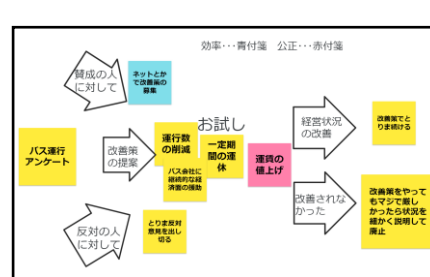 効率･･･青付箋 公正･･･赤付箋
賛成の人
に対して
ネットとか
で改善策の
募集
バス運行
アンケート
改善策
の提案
お試し
運行数
の削減
バス会社に
継続的な経
済面の援助
一定期
間の運
休
運賃の
値上げ
経営状況
の改善
改善策でと
りま続ける
改善されな
かった
改善策をやって
もマジで厳し
かったら状況を
細かく説明して
廃止
反対の人
に対して
とりま反対
意見を出し
切る